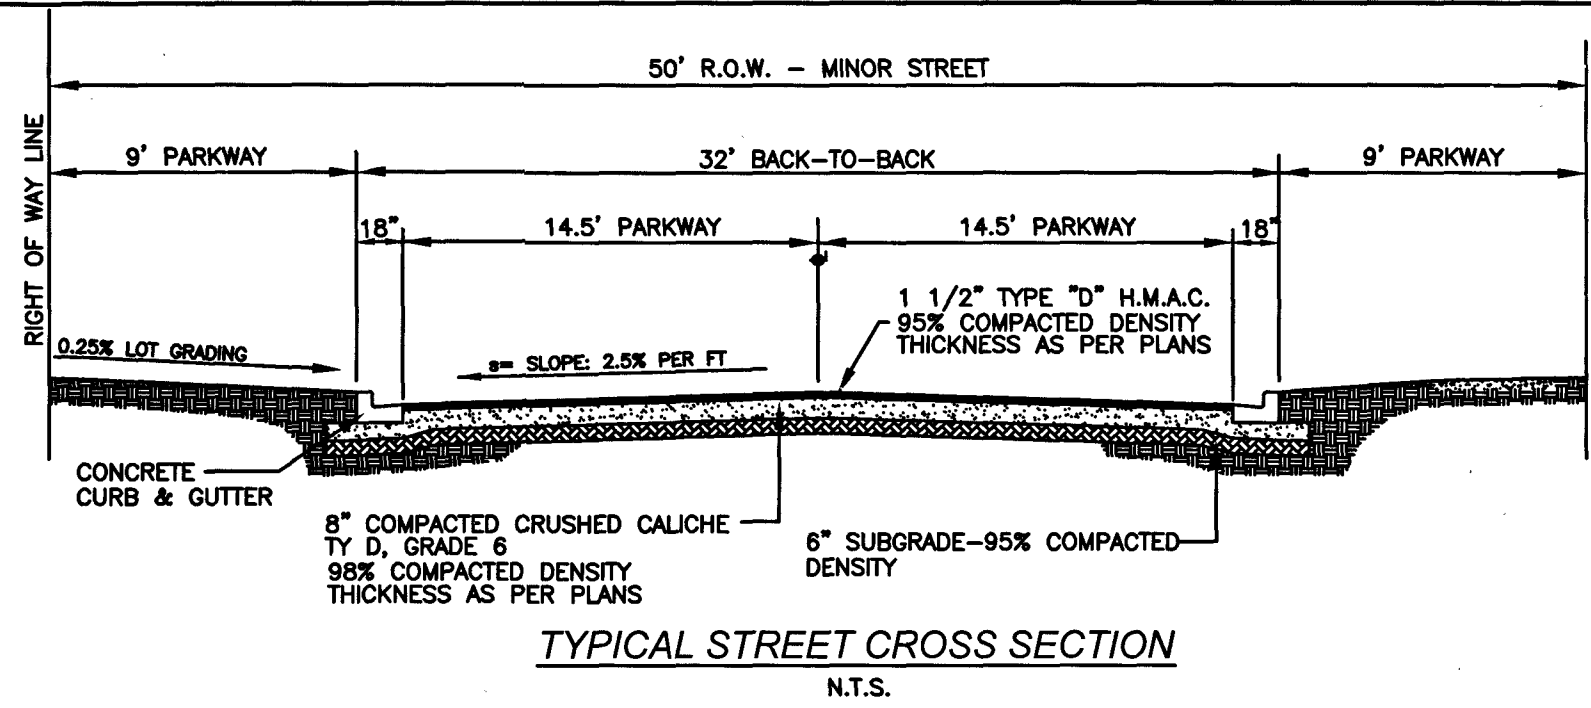 50' R.O.W. - MINOR STREET
RIGHT OF WAY LINE
9' PARKWAY
32' BACK-TO-BACK
9' PARKWAY
18"
14.5' PARKWAY
14.5' PARKWAY
18"
1 1/2" TYPE "D" H.M.A.C.
95% COMPACTED DENSITY
THICKNESS AS PER PLANS
0.25% LOT GRADING
s= SLOPE: 2.5% PER FT
CONCRETE
CURB & GUTTER
8" COMPACTED CRUSHED CALICHE
TY D, GRADE 6
98% COMPACTED DENSITY
THICKNESS AS PER PLANS
6" SUBGRADE-95% COMPACTED
DENSITY
TYPICAL STREET CROSS SECTION
N.T.S.